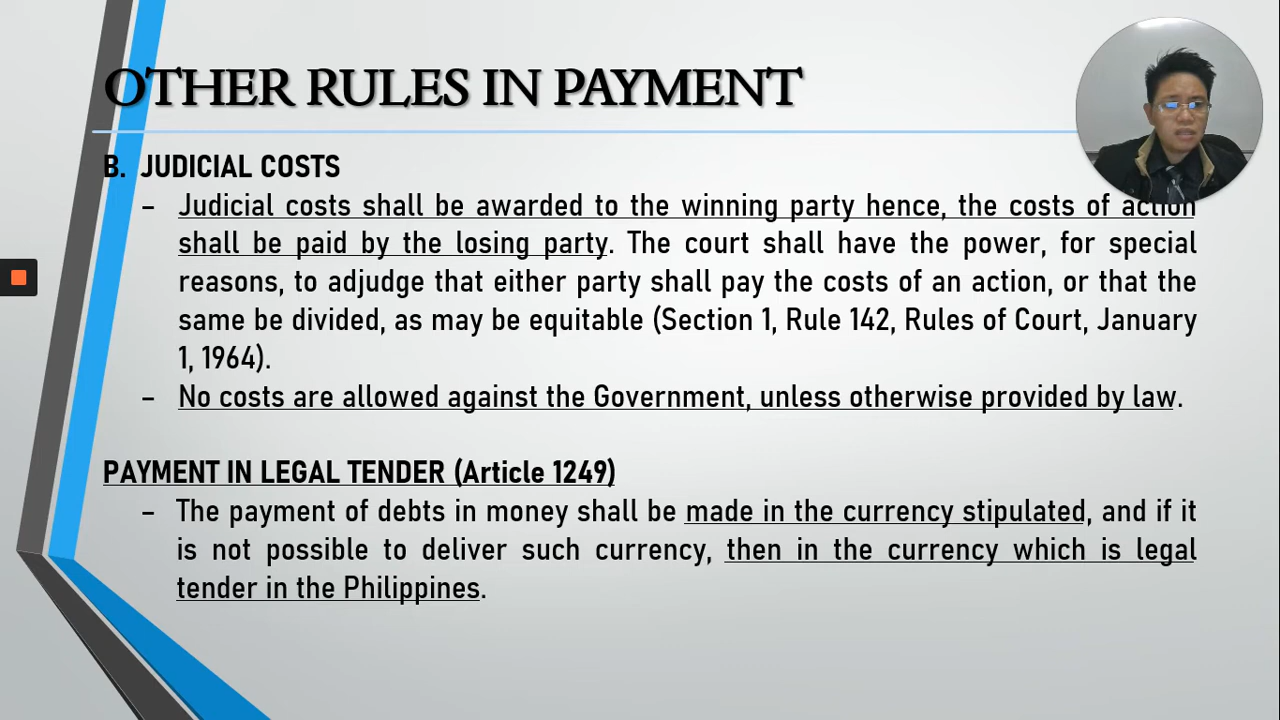 OTHER RULES IN PAYMENT
B. JUDICIAL COSTS
– Judicial costs shall be awarded to the winning party hence, the costs of action
shall be paid by the losing party. The court shall have the power, for special
reasons, to adjudge that either party shall pay the costs of an action, or that the
same be divided, as may be equitable (Section 1, Rule 142, Rules of Court, January
1, 1964).
– No costs are allowed against the Government, unless otherwise provided by law.
PAYMENT IN LEGAL TENDER (Article 1249)
– The payment of debts in money shall be made in the currency stipulated, and if it
is not possible to deliver such currency, then in the currency which is legal
tender in the Philippines.